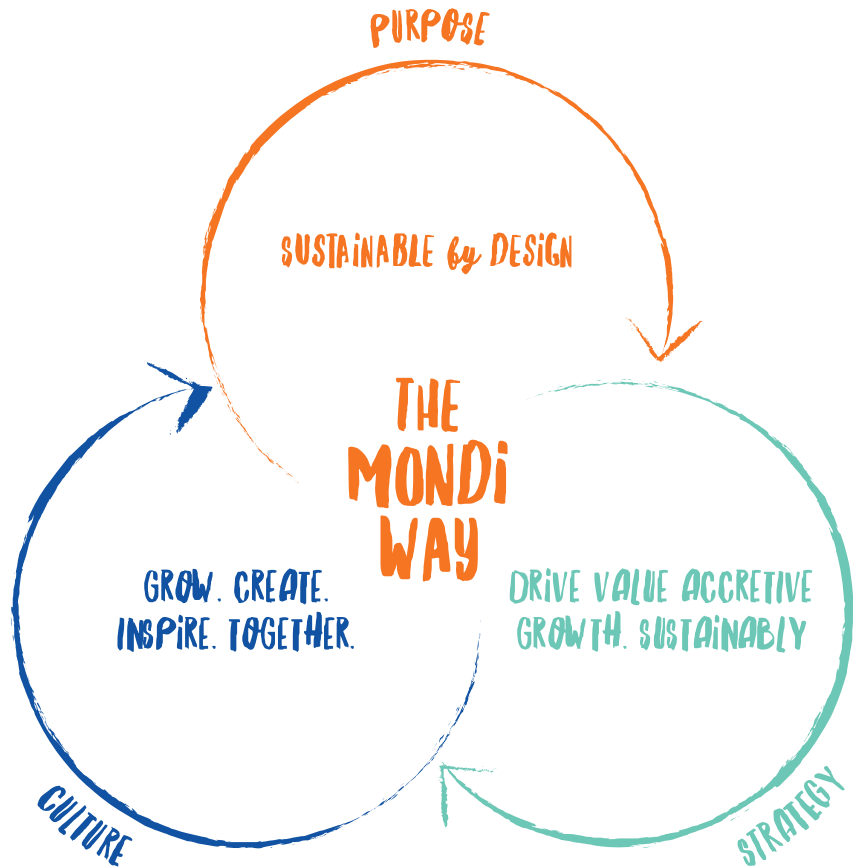 PURPOSE
SUSTAINABLE by DESIGN
THE
MONDi
WAY
GROW. CREATE.
INSPIRE. TOGETHER.
DRIVE VALUE ACCRETIVE
GROWTH. SUSTAINABLY
CULTURE
STRATEGY